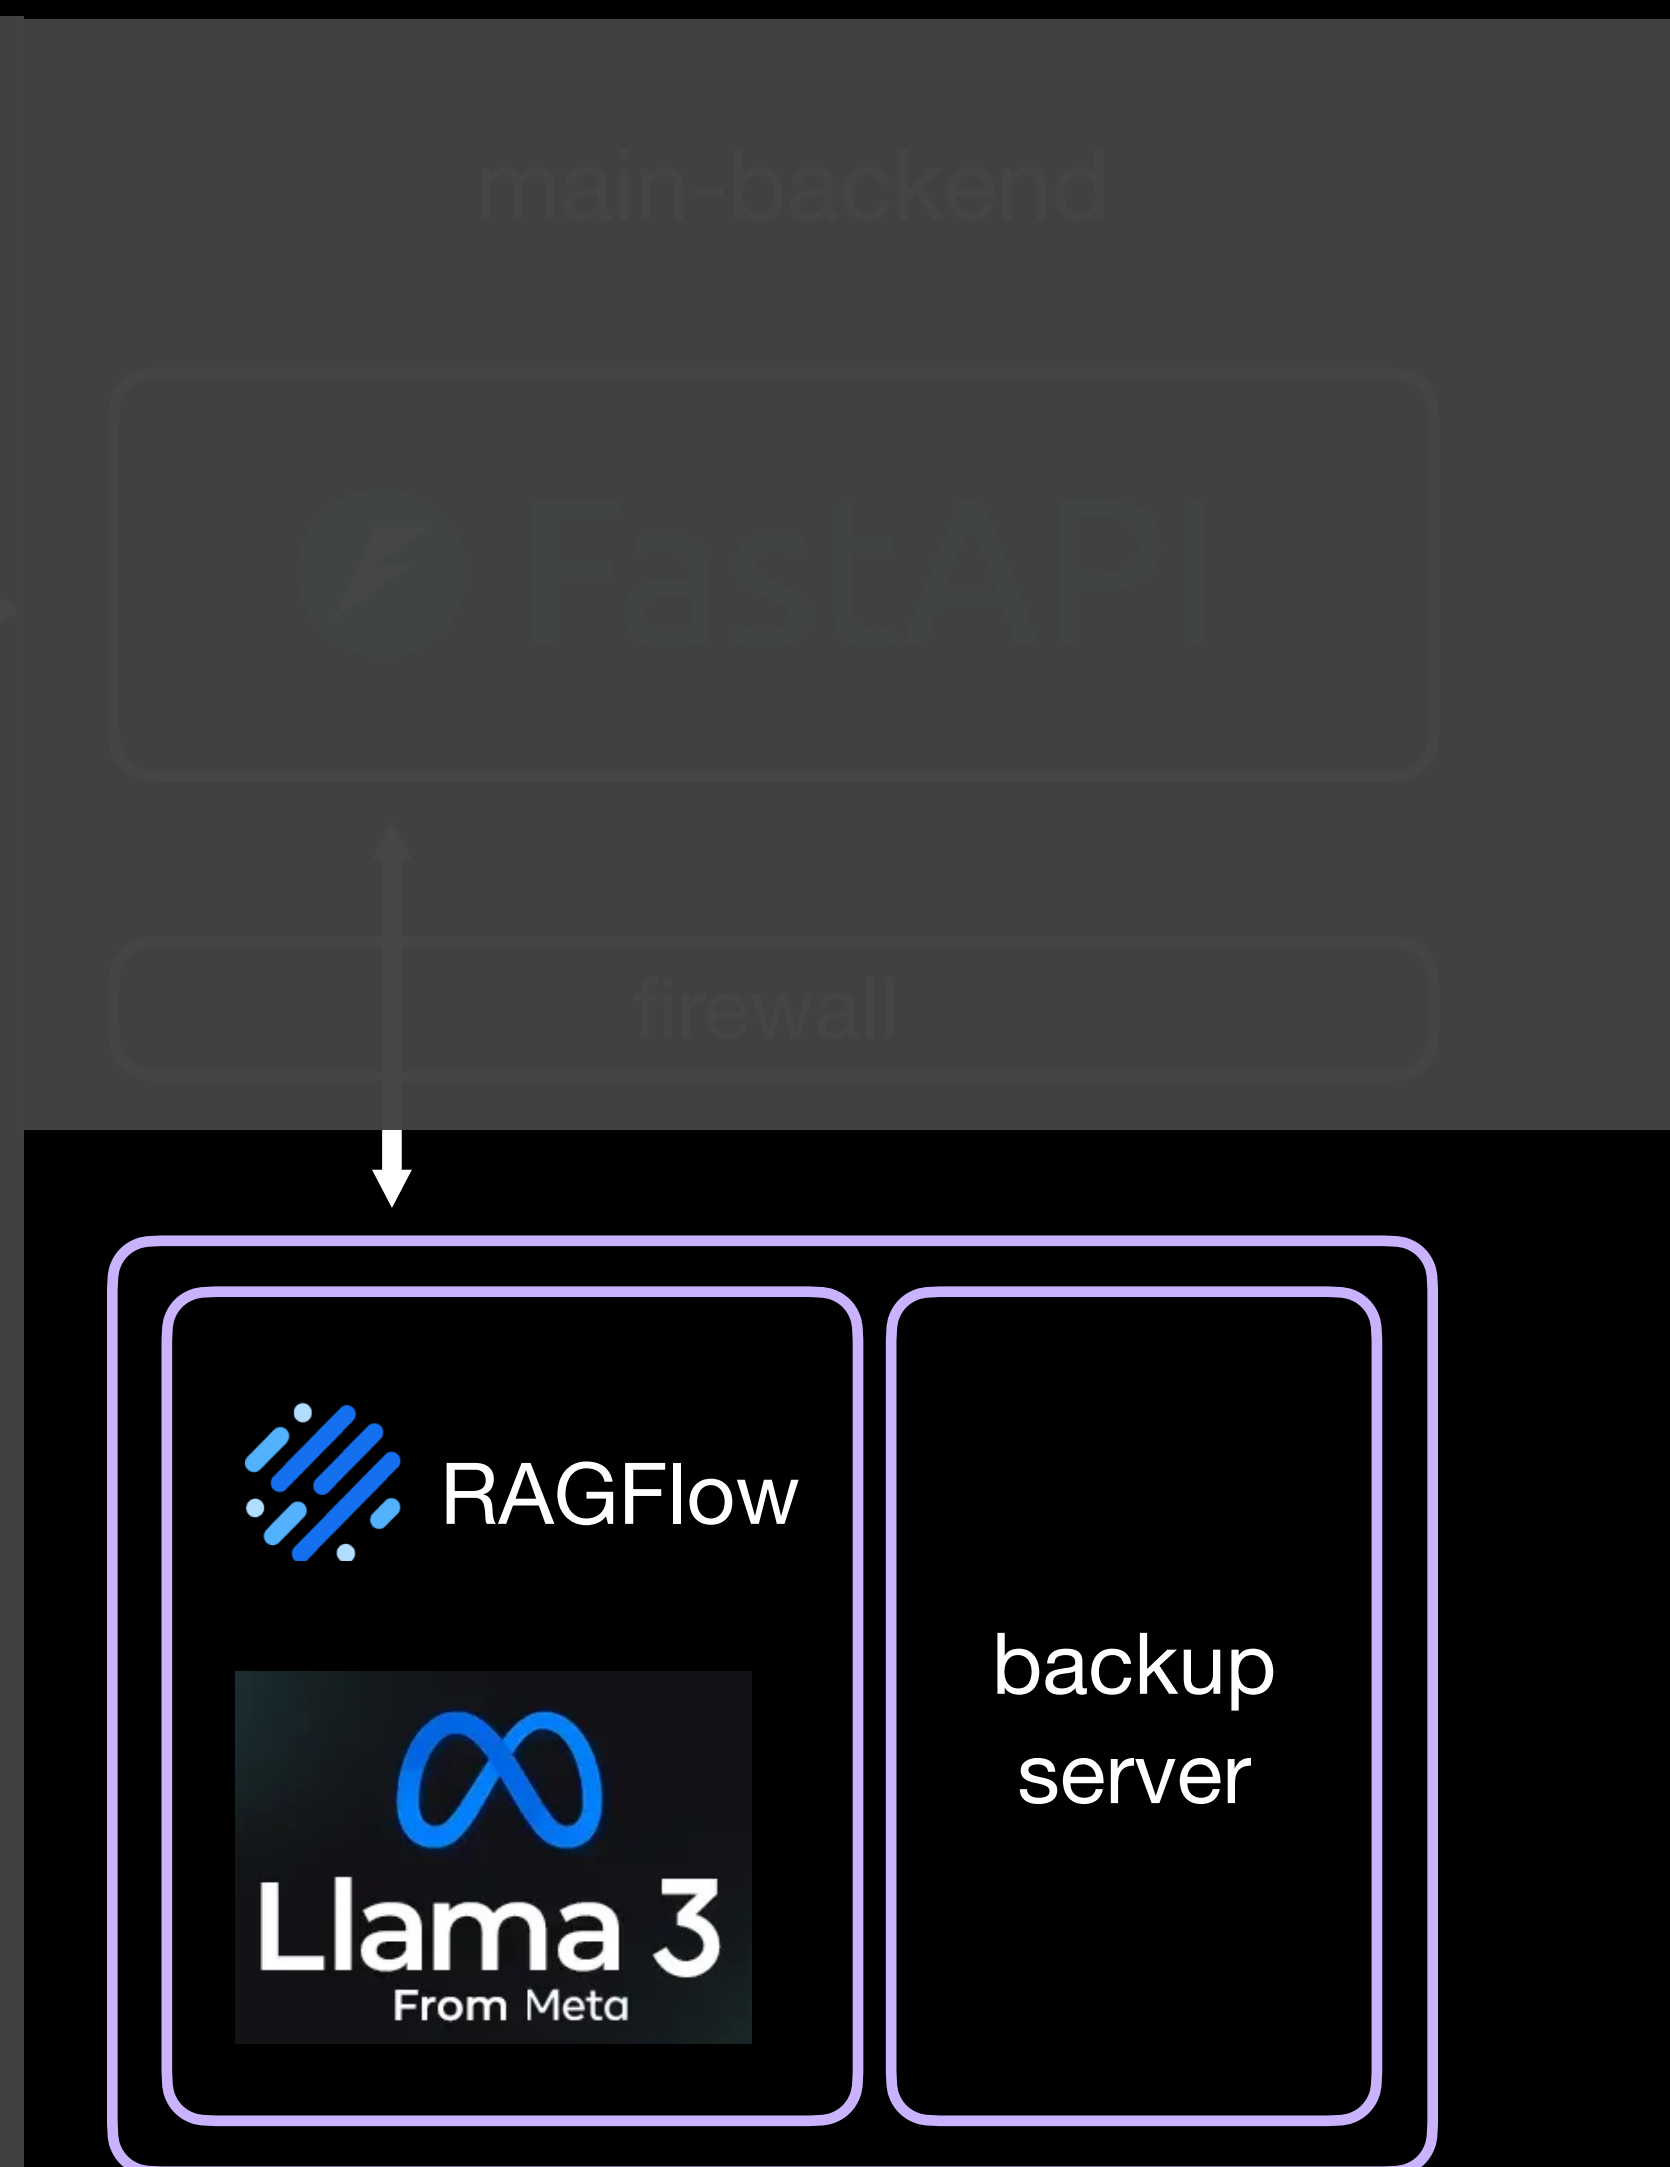 main-backend
FastAPI
firewall
RAGFlow
backup
server
Llama 3
From Meta